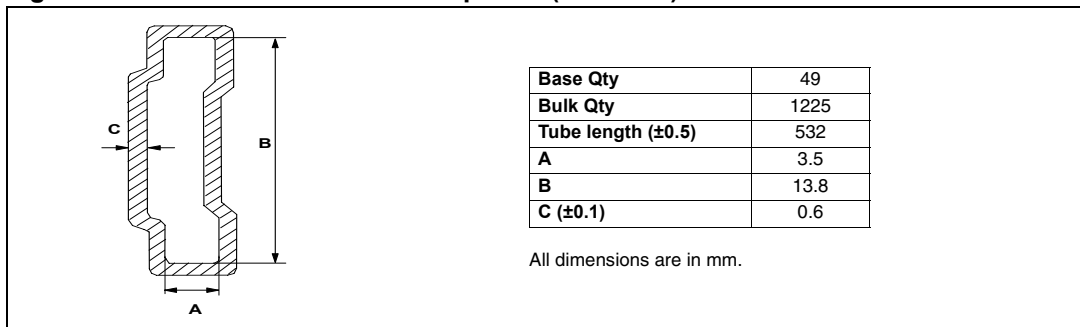 C
B
A
Base Qty 49
Bulk Qty 1225
Tube length (±0.5) 532
A 3.5
B 13.8
C (±0.1) 0.6
All dimensions are in mm.